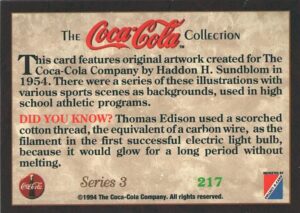 The Coca-Cola Collection
This card features original artwork created for The
Coca-Cola Company by Haddon H. Sundblom in
1954. There were a series of these illustrations with
various sports scenes as backgrounds, used in high
school athletic programs.
DID YOU KNOW? Thomas Edison used a scorched
cotton thread, the equivalent of a carbon wire, as
the filament in the first successful electric light bulb,
because it would glow for a long period without
melting.
Coca-Cola
Series 3
217
©1994 The Coca-Cola Company. All rights reserved.